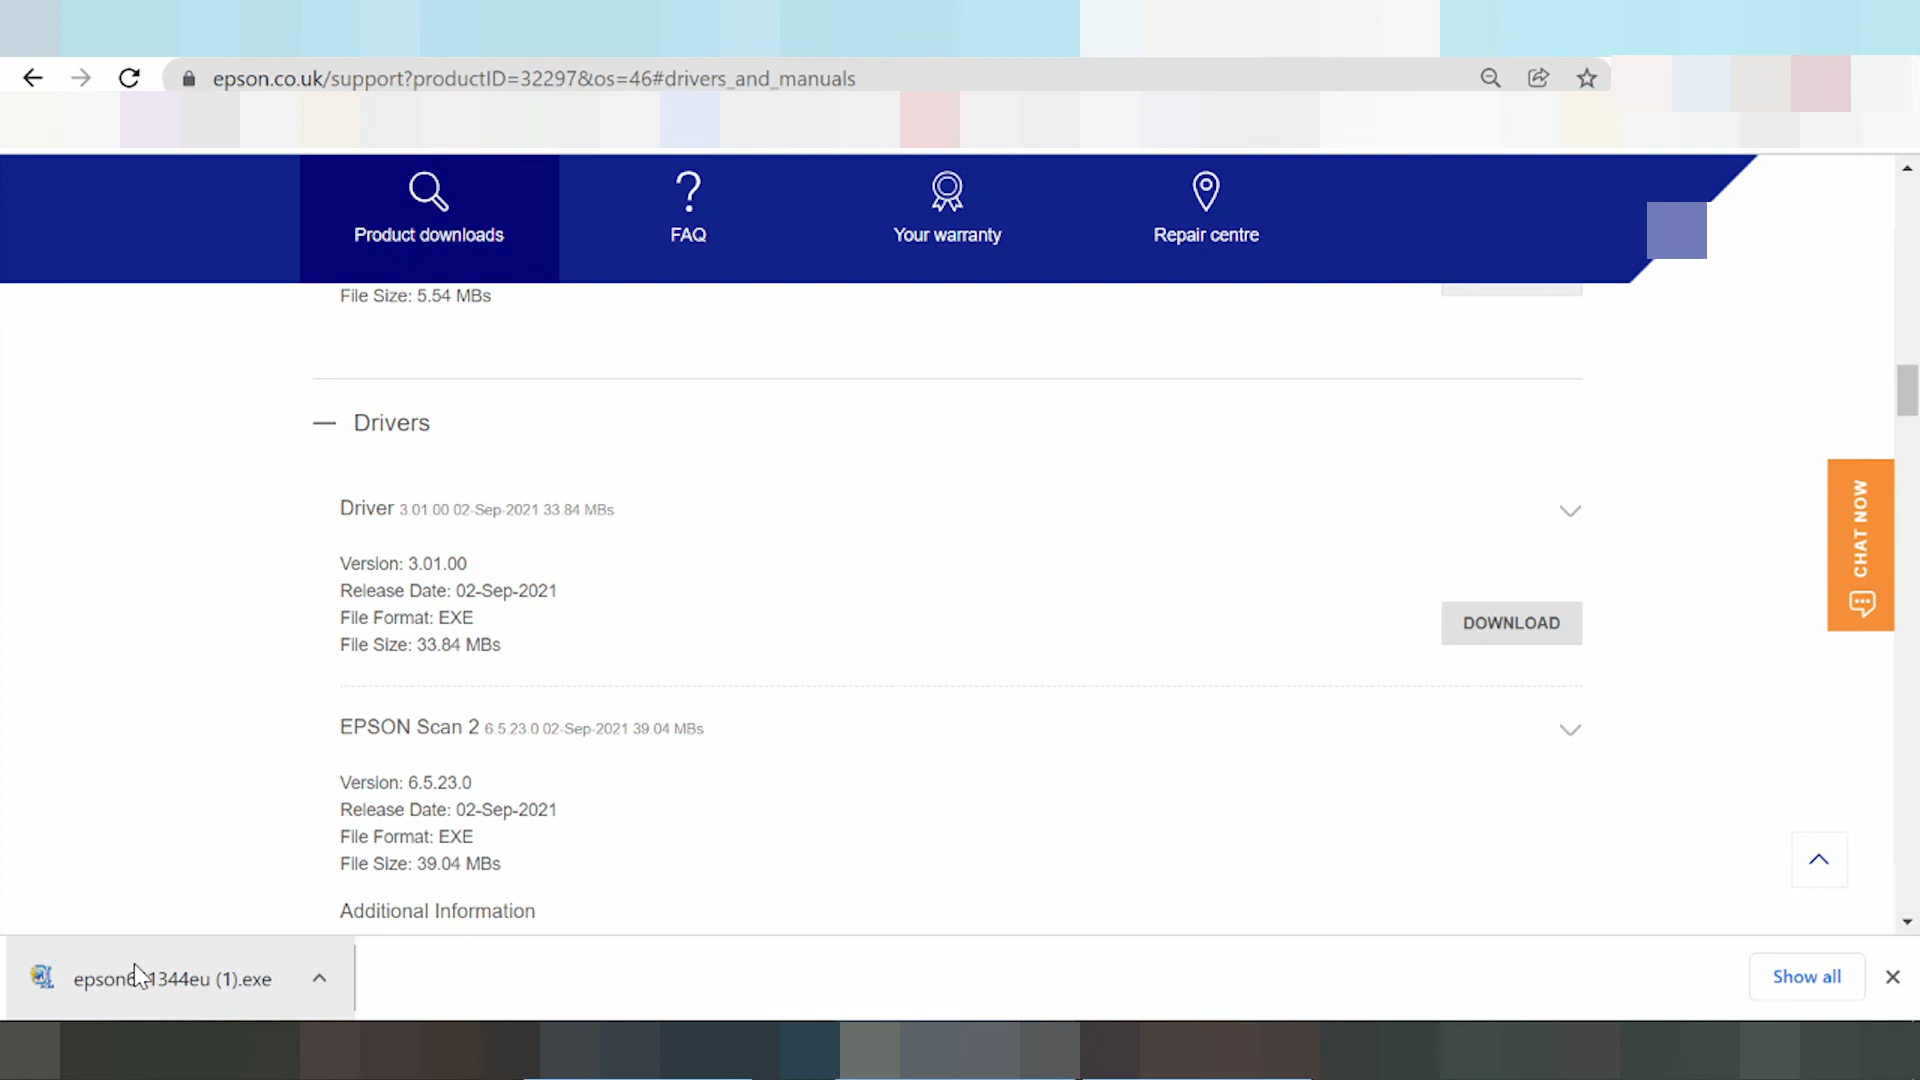 epson.co.uk/support?productID=32297&os=46#drivers_and_manuals
Product downloads
FAQ
Your warranty
Repair centre
File Size: 5.54 MBs
Drivers
Driver 3.01.00 02-Sep-2021 33.84 MBs
Version: 3.01.00
Release Date: 02-Sep-2021
File Format: EXE
File Size: 33.84 MBs
DOWNLOAD
CHAT NOW
EPSON Scan 2 6.5.23.0 02-Sep-2021 39.04 MBs
Version: 6.5.23.0
Release Date: 02-Sep-2021
File Format: EXE
File Size: 39.04 MBs
Additional Information
(1).exe
Show all